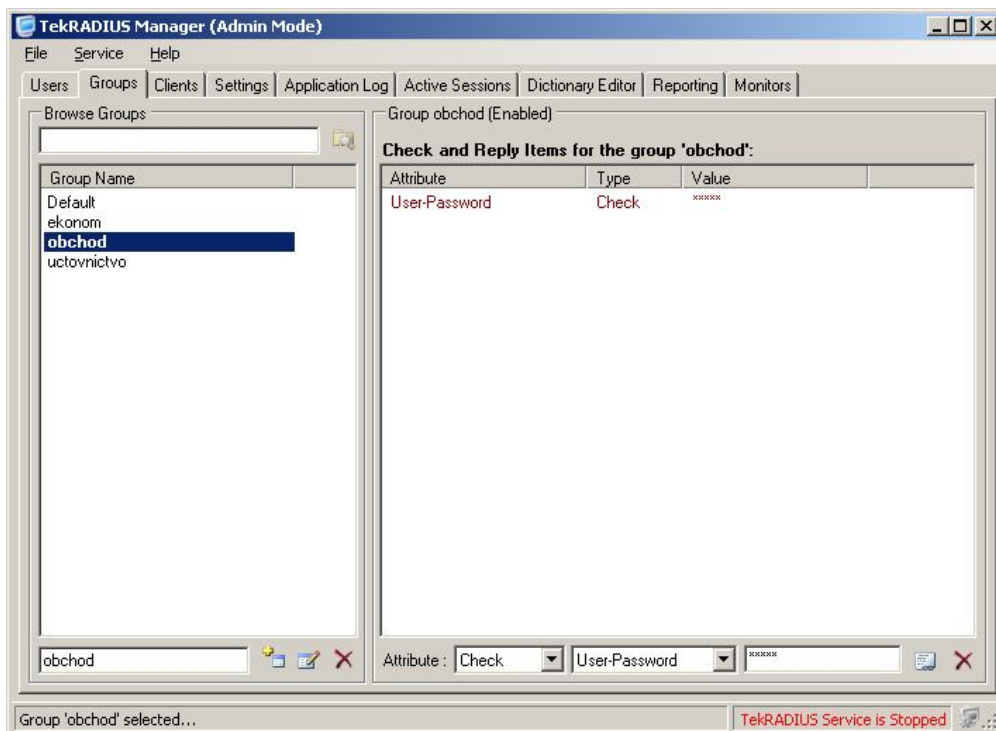 TekRADIUS Manager (Admin Mode)
File Service Help
Users Groups Clients Settings Application Log Active Sessions Dictionary Editor Reporting Monitors
Browse Groups
Group Name
Default
ekonom
obchod
uctovnictvo
obchod
Group obchod (Enabled)
Check and Reply Items for the group 'obchod':
Attribute Type Value
User-Password Check *****
Attribute : Check User-Password *****
Group 'obchod' selected...
TekRADIUS Service is Stopped